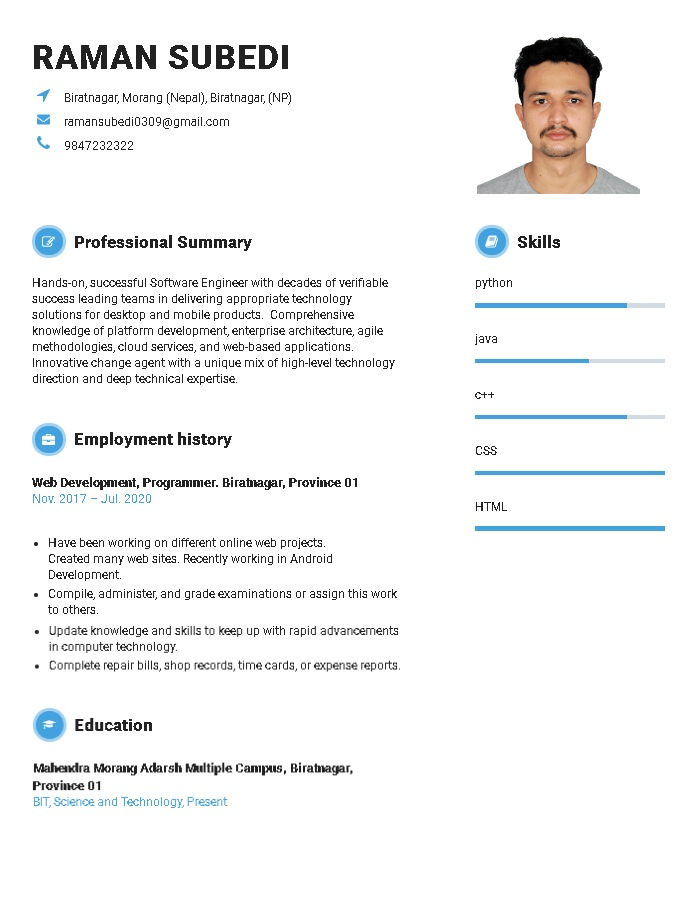 RAMAN SUBEDI
Biratnagar, Morang (Nepal), Biratnagar, (NP)
ramansubedi0309@gmail.com
9847232322
Professional Summary
Hands-on, successful Software Engineer with decades of verifiable
success leading teams in delivering appropriate technology
solutions for desktop and mobile products.  Comprehensive
knowledge of platform development, enterprise architecture, agile
methodologies, cloud services, and web-based applications.
Innovative change agent with a unique mix of high-level technology
direction and deep technical expertise.
Employment history
Web Development, Programmer. Biratnagar, Province 01
Nov. 2017 – Jul. 2020
• Have been working on different online web projects.
Created many web sites. Recently working in Android
Development.
• Compile, administer, and grade examinations or assign this work
to others.
• Update knowledge and skills to keep up with rapid advancements
in computer technology.
• Complete repair bills, shop records, time cards, or expense reports.
Education
Mahendra Morang Adarsh Multiple Campus, Biratnagar,
Province 01
BIT, Science and Technology, Present
Skills
python
java
c++
CSS
HTML